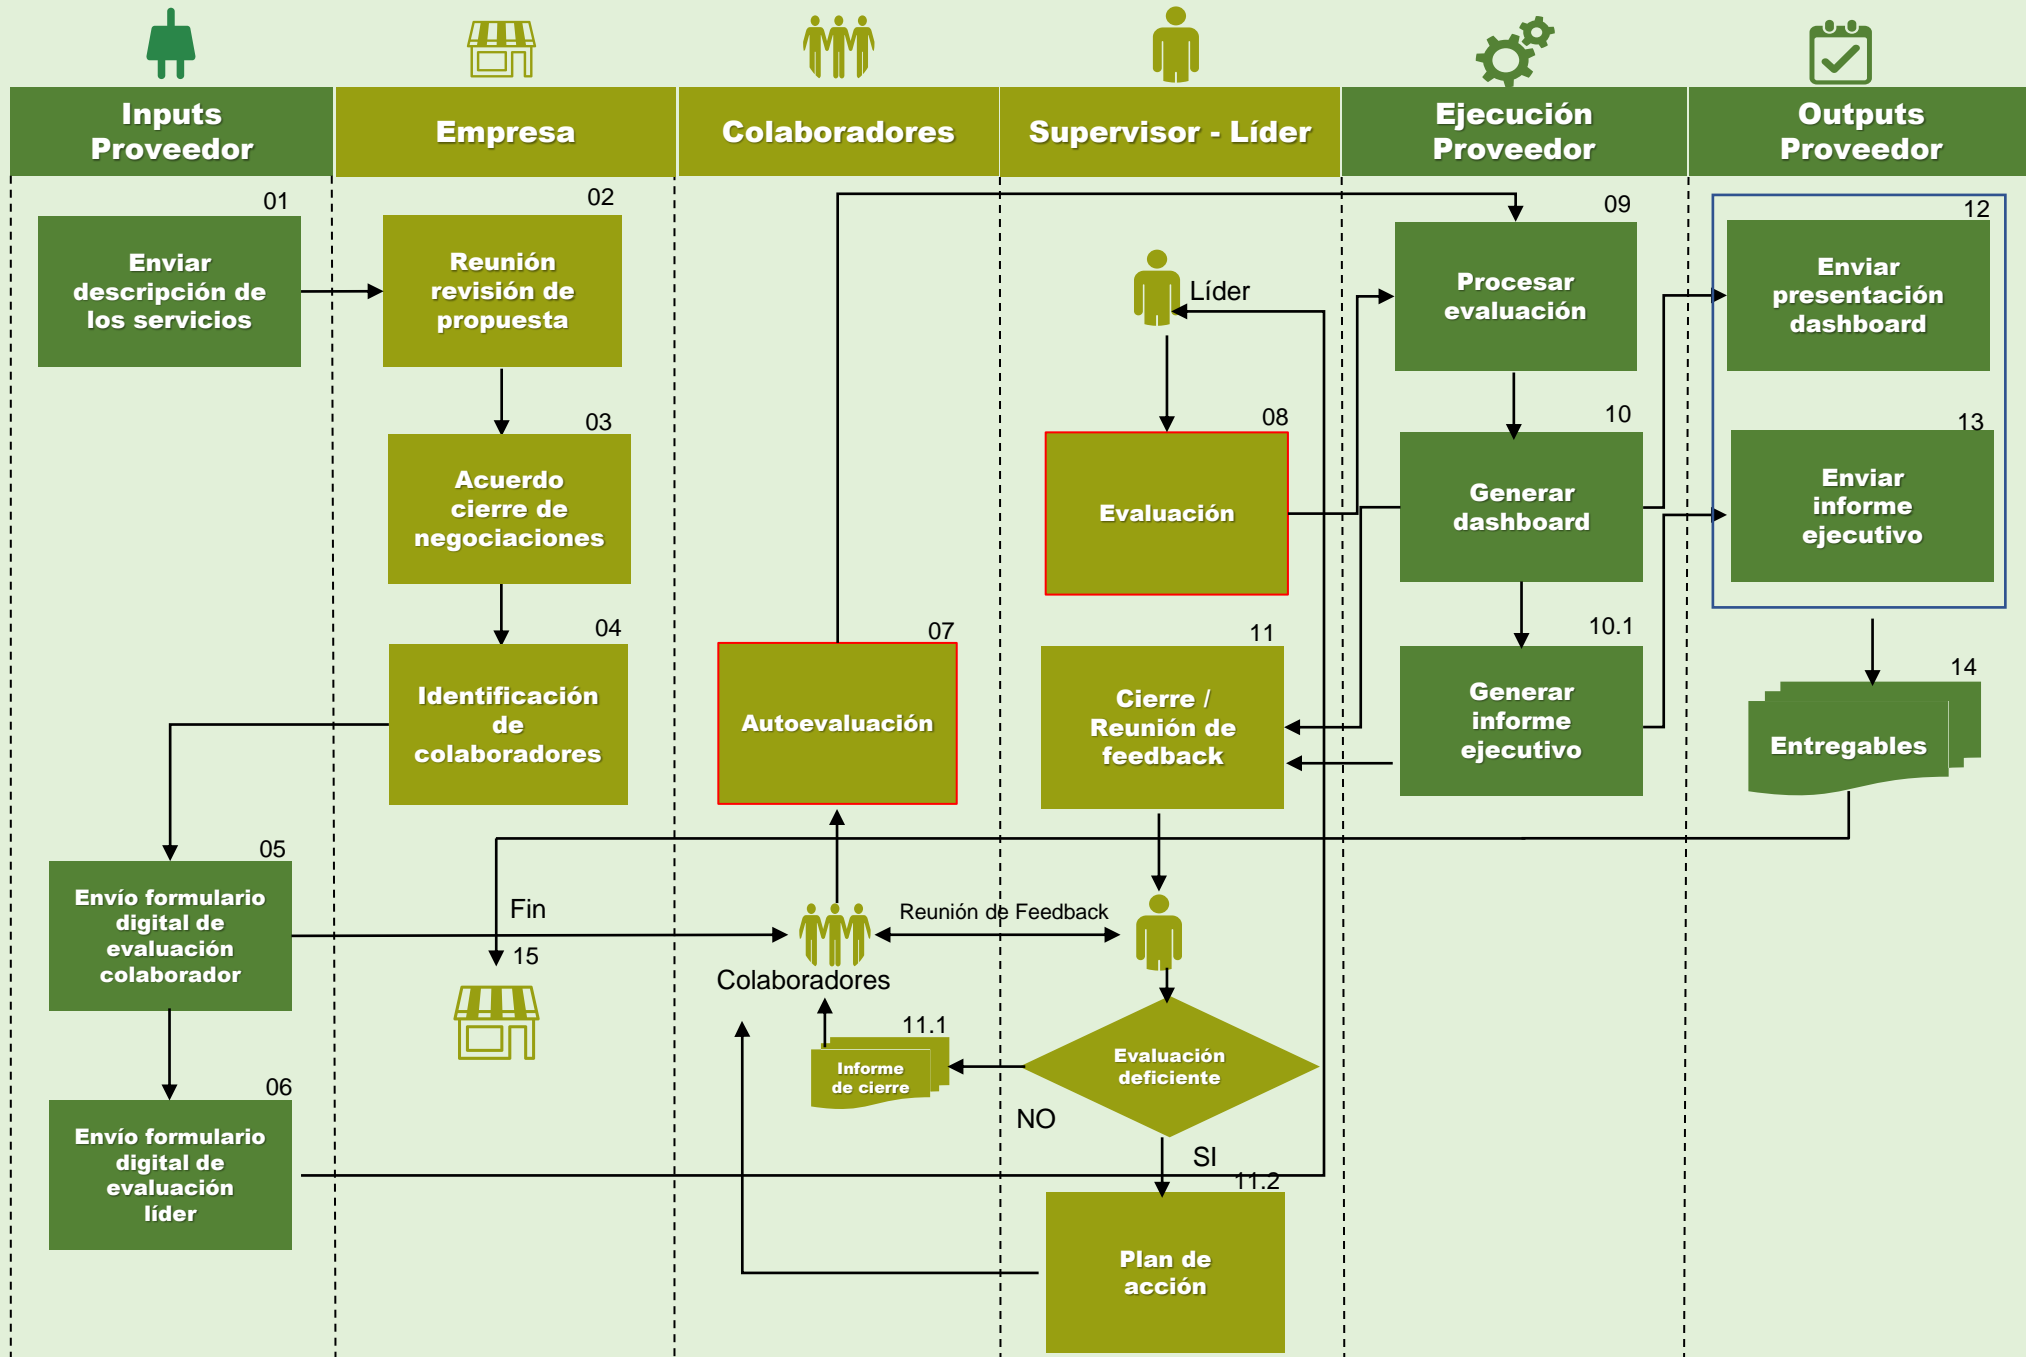 Inputs
Proveedor
Empresa
Colaboradores
Supervisor - Líder
Ejecución
Proveedor
Outputs
Proveedor
01
Enviar
descripción de
los servicios
02
Reunión
revisión de
propuesta
03
Acuerdo
cierre de
negociaciones
04
Identificación
de
colaboradores
05
Envío formulario
digital de
evaluación
colaborador
06
Envío formulario
digital de
evaluación
líder
Fin
15
07
Autoevaluación
Colaboradores
Reunión de Feedback
11.1
Informe
de cierre
Líder
08
Evaluación
11
Cierre /
Reunión de
feedback
Evaluación
deficiente
NO
SI
11.2
Plan de
acción
09
Procesar
evaluación
10
Generar
dashboard
10.1
Generar
informe
ejecutivo
12
Enviar
presentación
dashboard
13
Enviar
informe
ejecutivo
14
Entregables